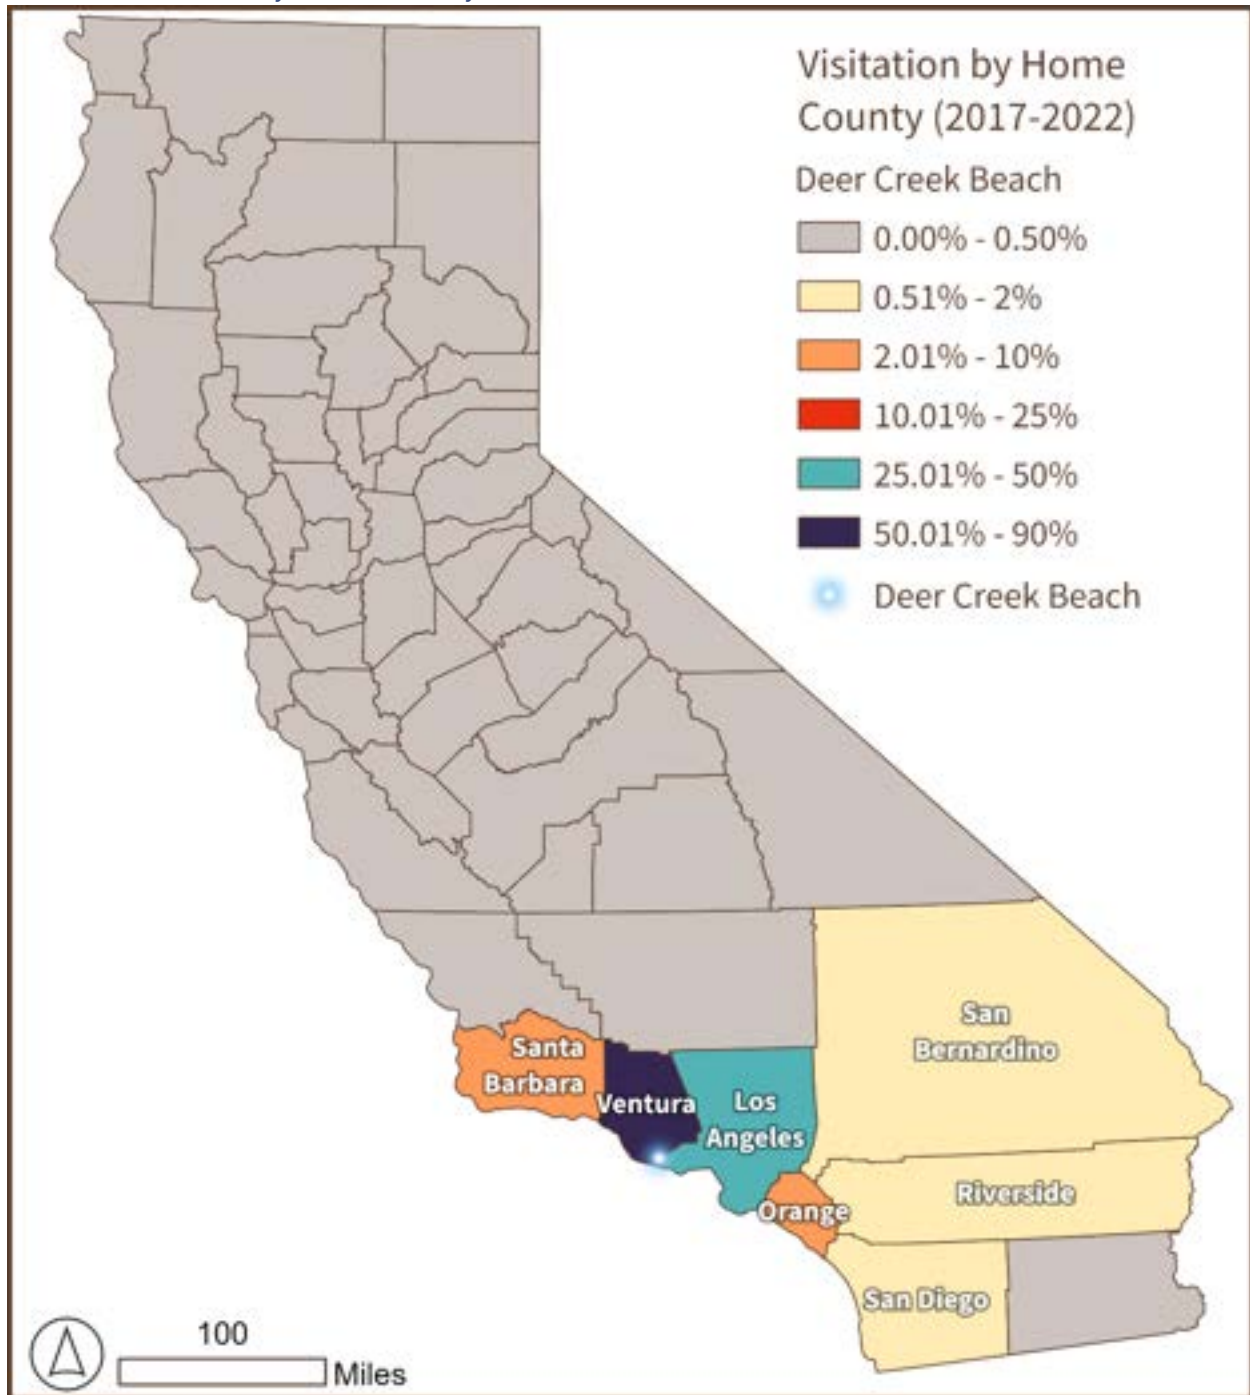 Visitation by Home
County (2017-2022)
Deer Creek Beach
0.00% - 0.50%
0.51% - 2%
2.01% - 10%
10.01% - 25%
25.01% - 50%
50.01% - 90%
Deer Creek Beach
San
Bernardino
Santa
Barbara
Ventura
Los
Angeles
Riverside
Orange
San Diego
100
Miles